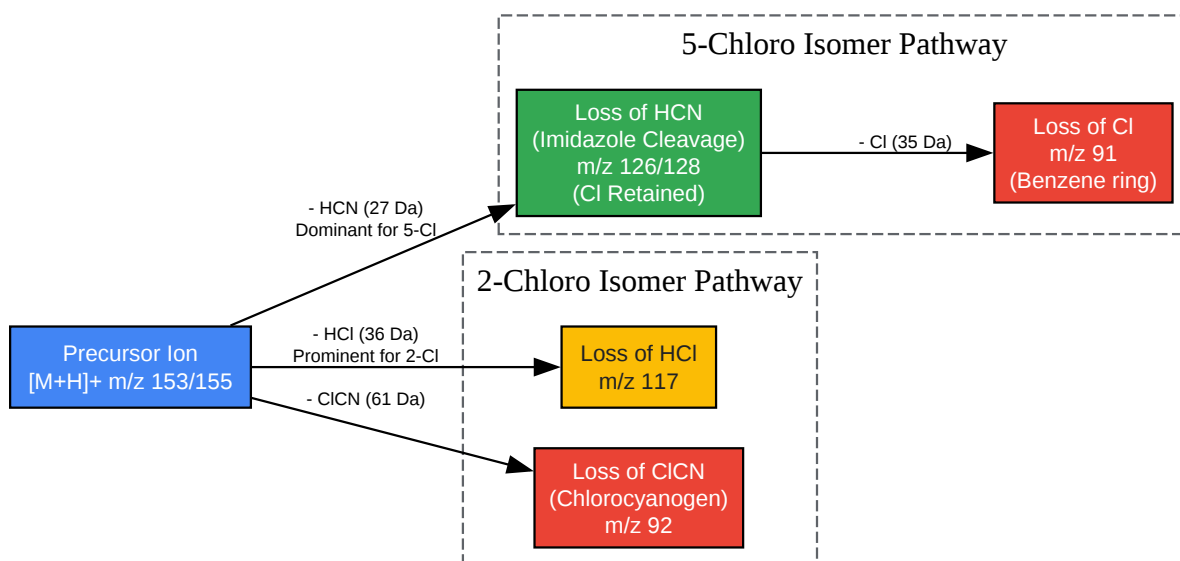 5-Chloro Isomer Pathway
Loss of HCN
(Imidazole Cleavage)
m/z 126/128
(Cl Retained)
- Cl (35 Da)
Loss of Cl
m/z 91
(Benzene ring)
- HCN (27 Da)
Dominant for 5-Cl
2-Chloro Isomer Pathway
Precursor Ion
[M+H]+ m/z 153/155
- HCl (36 Da)
Prominent for 2-Cl
Loss of HCl
m/z 117
- ClCN (61 Da)
Loss of ClCN
(Chlorocyanogen)
m/z 92